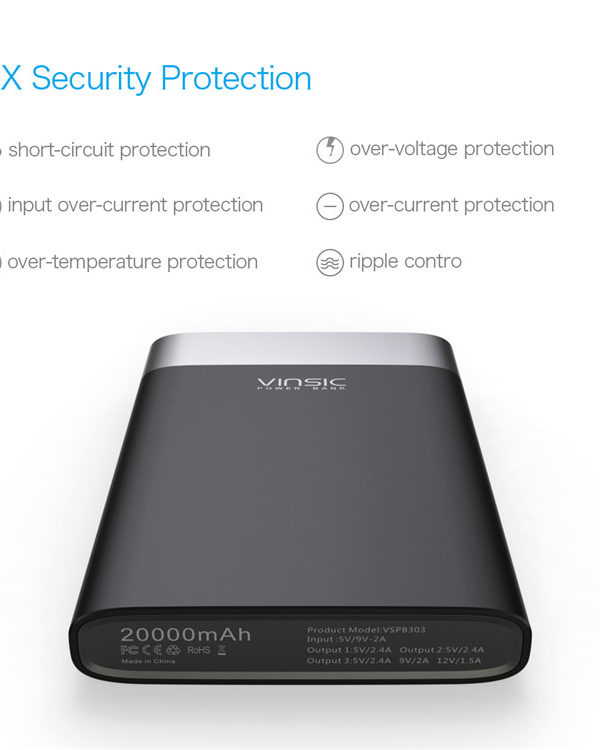 X Security Protection
short-circuit protection
over-voltage protection
input over-current protection
over-current protection
over-temperature protection
ripple contro
VINSIC
POWER BANK
20000mAh
FC CE RoHS
Made in China
Product Model:VSPB303
Input :5V/9V-2A
Output 1:5V/2.4A Output 2:5V/2.4A
Output 3:5V/2.4A 9V/2A 12V/1.5A